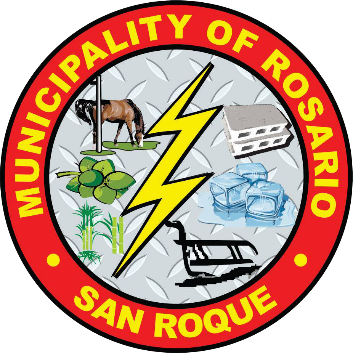 MUNICIPALITY OF ROSARIO
SAN ROQUE